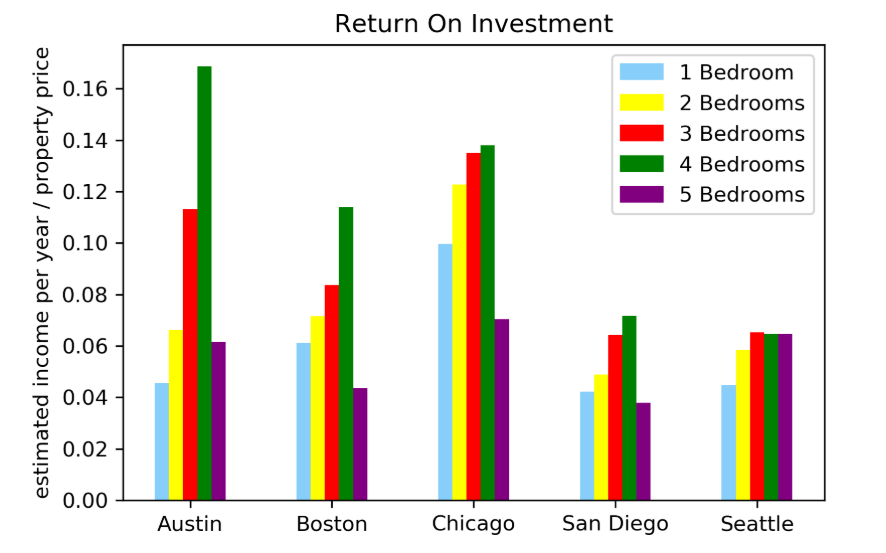 Return On Investment
estimated income per year / property price
0.16
0.14
0.12
0.10
0.08
0.06
0.04
0.02
0.00
1 Bedroom
2 Bedrooms
3 Bedrooms
4 Bedrooms
5 Bedrooms
Austin Boston Chicago San Diego Seattle